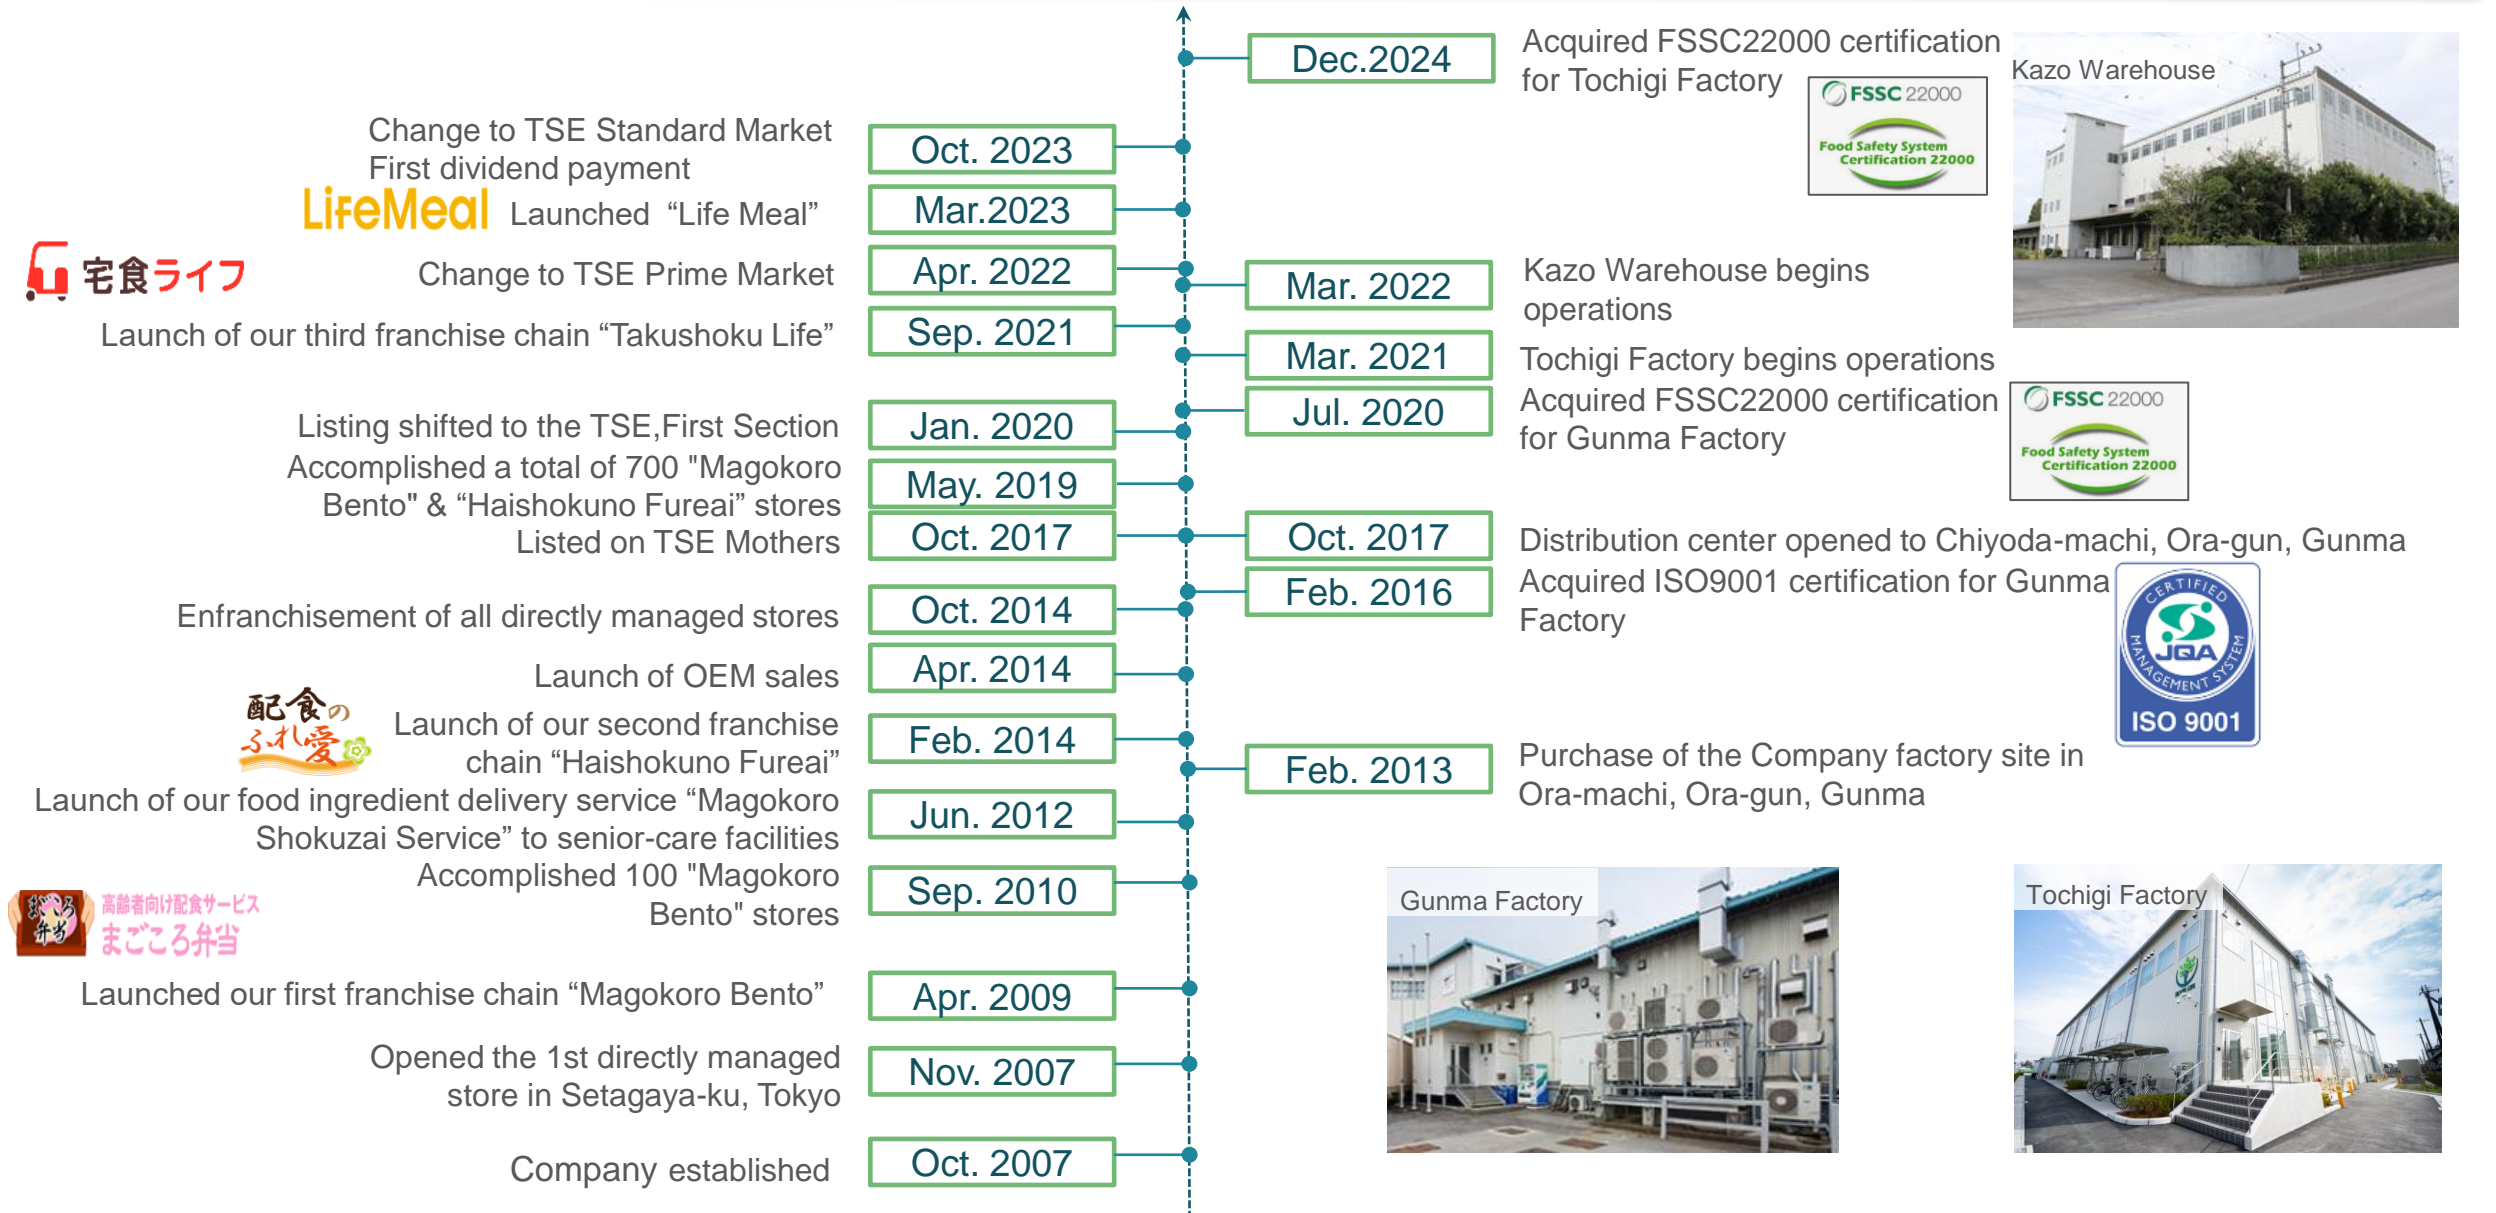 Dec.2024
Acquired FSSC22000 certification
for Tochigi Factory
FSSC 22000
Food Safety System
Certification 22000
Kazo Warehouse
Change to TSE Standard Market
First dividend payment
Oct. 2023
LifeMeal
Launched “Life Meal”
Mar.2023
宅食ライフ
Change to TSE Prime Market
Apr. 2022
Mar. 2022
Kazo Warehouse begins
operations
Launch of our third franchise chain “Takushoku Life”
Sep. 2021
Mar. 2021
Tochigi Factory begins operations
Jul. 2020
Acquired FSSC22000 certification
for Gunma Factory
FSSC 22000
Food Safety System
Certification 22000
Listing shifted to the TSE,First Section
Jan. 2020
Accomplished a total of 700 "Magokoro
Bento" & “Haishokuno Fureai” stores
May. 2019
Listed on TSE Mothers
Oct. 2017
Oct. 2017
Distribution center opened to Chiyoda-machi, Ora-gun, Gunma
Feb. 2016
Acquired ISO9001 certification for Gunma
Factory
CERTIFIED
JQA
MANAGEMENT SYSTEM
ISO 9001
Enfranchisement of all directly managed stores
Oct. 2014
Launch of OEM sales
Apr. 2014
配食の
ふれ愛
Launch of our second franchise
chain “Haishokuno Fureai”
Feb. 2014
Feb. 2013
Purchase of the Company factory site in
Ora-machi, Ora-gun, Gunma
Launch of our food ingredient delivery service “Magokoro
Shokuzai Service” to senior-care facilities
Jun. 2012
Accomplished 100 "Magokoro
Bento" stores
Sep. 2010
まごころ
弁当
高齢者向け配食サービス
まごころ弁当
Gunma Factory
Tochigi Factory
Launched our first franchise chain “Magokoro Bento”
Apr. 2009
Opened the 1st directly managed
store in Setagaya-ku, Tokyo
Nov. 2007
Company established
Oct. 2007